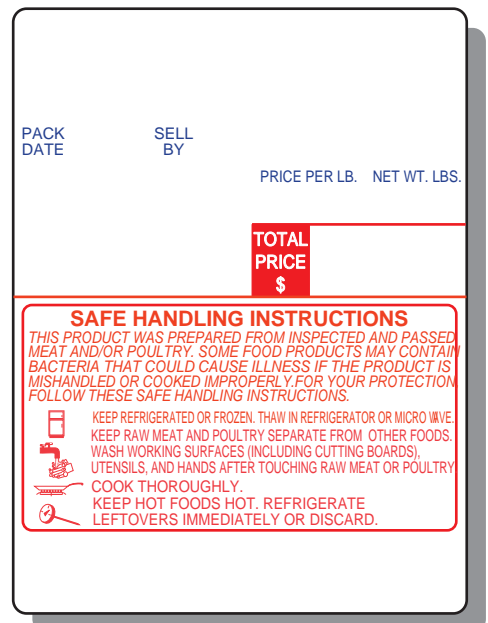 PACK SELL
DATE BY
PRICE PER LB. NET WT. LBS.
TOTAL
PRICE
$
SAFE HANDLING INSTRUCTIONS
THIS PRODUCT WAS PREPARED FROM INSPECTED AND PASSED
MEAT AND/OR POULTRY. SOME FOOD PRODUCTS MAY CONTAIN
BACTERIA THAT COULD CAUSE ILLNESS IF THE PRODUCT IS
MISHANDLED OR COOKED IMPROPERLY.FOR YOUR PROTECTION
FOLLOW THESE SAFE HANDLING INSTRUCTIONS.
KEEP REFRIGERATED OR FROZEN. THAW IN REFRIGERATOR OR MICRO WAVE.
KEEP RAW MEAT AND POULTRY SEPARATE FROM OTHER FOODS.
WASH WORKING SURFACES (INCLUDING CUTTING BOARDS),
UTENSILS, AND HANDS AFTER TOUCHING RAW MEAT OR POULTRY
COOK THOROUGHLY.
KEEP HOT FOODS HOT. REFRIGERATE
LEFTOVERS IMMEDIATELY OR DISCARD.